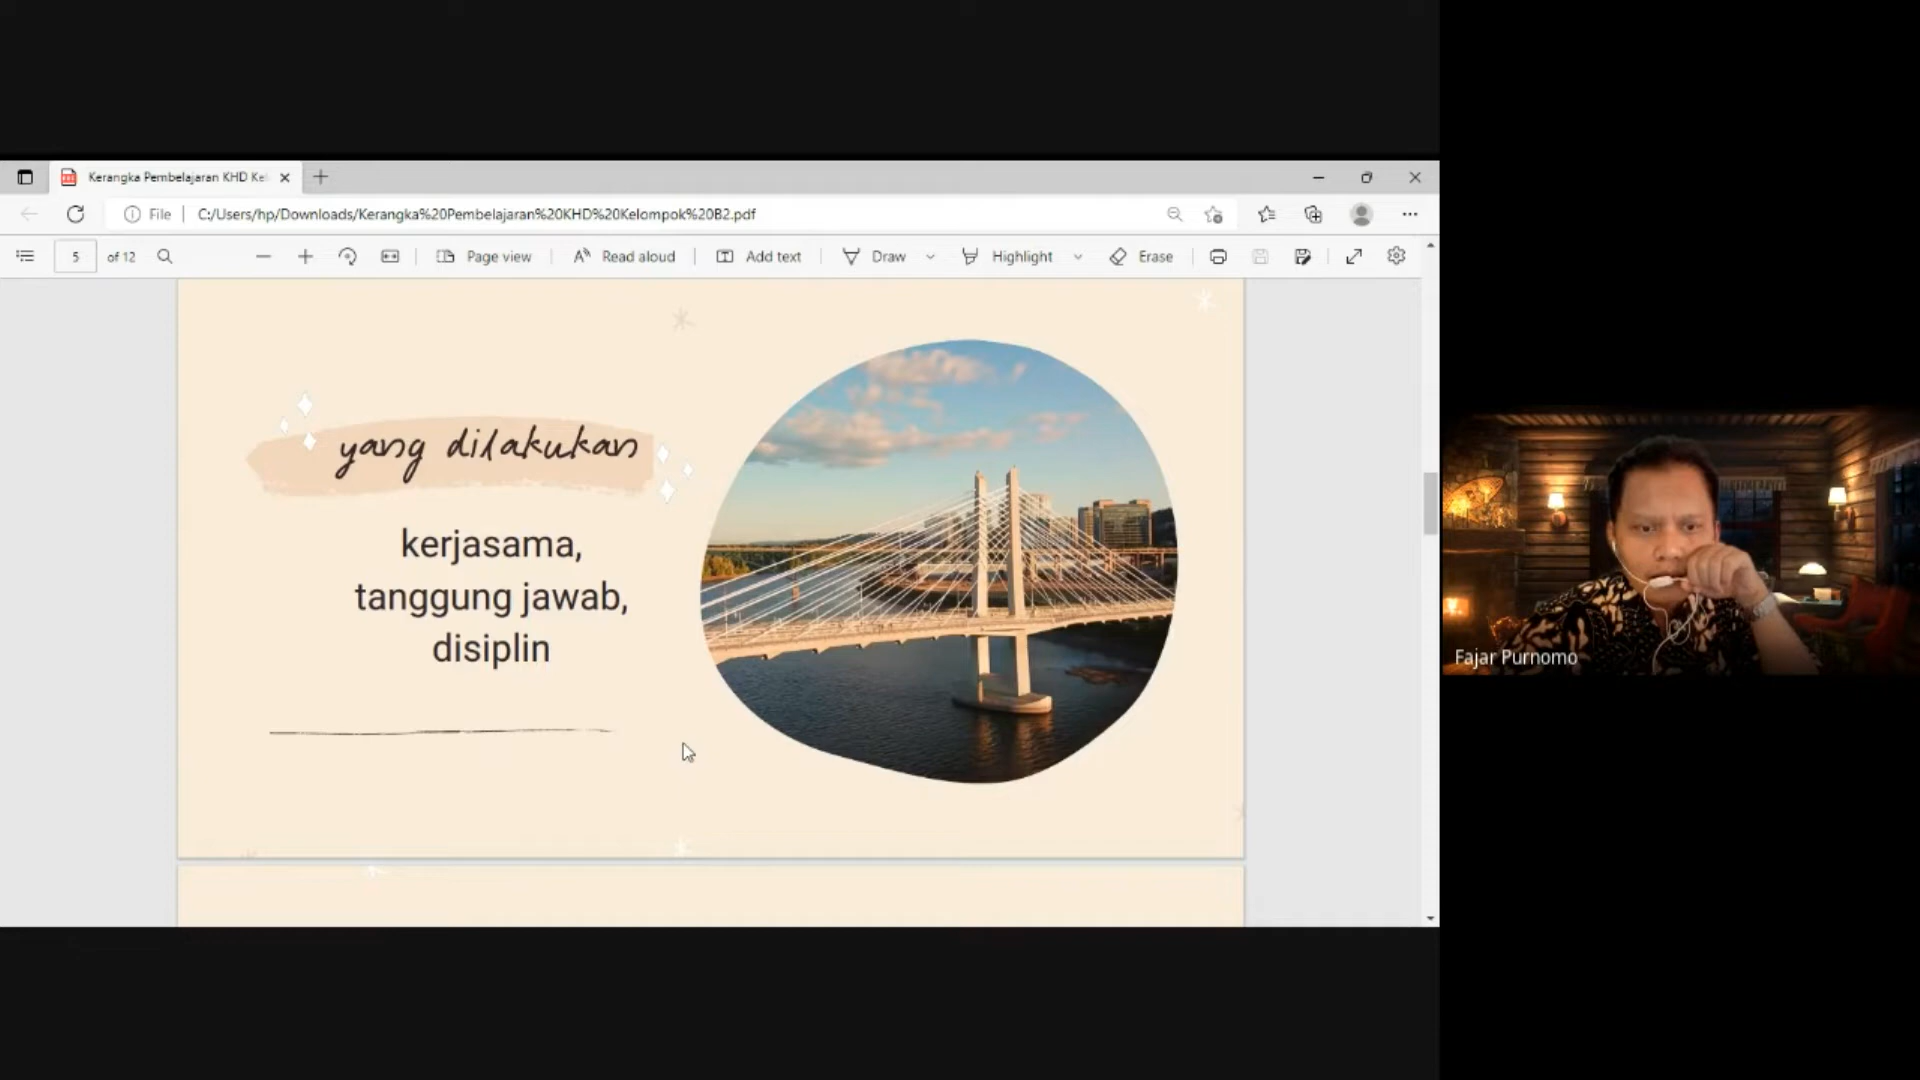 Kerangka Pembelajaran KHD Ke
File
C:/Users/hp/Downloads/Kerangka%20Pembelajaran%20KHD%20Kelompok%20B2.pdf
5 of 12
Page view
Read aloud
Add text
Draw
Highlight
Erase
yang dilakukan
kerjasama,
tanggung jawab,
disiplin
Fajar Purnomo